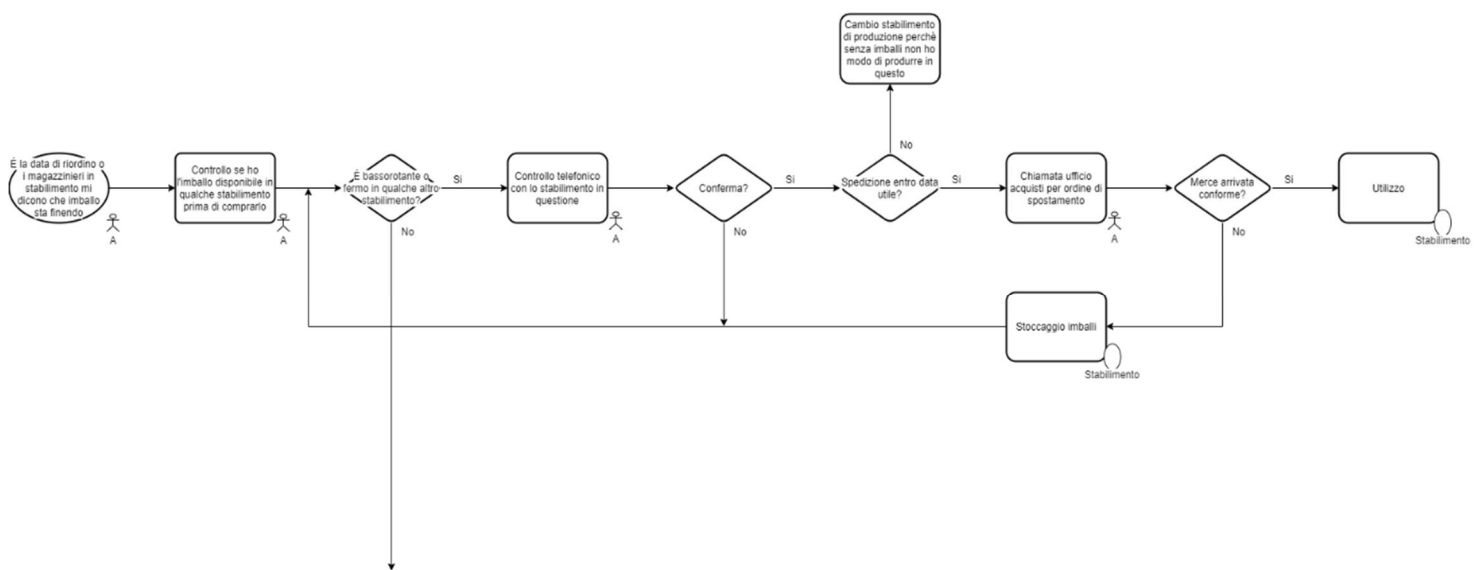 Cambio stabilimento
di produzione perchè
senza imballi non ho
modo di produrre in
questo
No
É la data di riordino o
i magazzinieri in
stabilimento mi
dicono che imballo
sta finendo
A
Controllo se ho
l'imballo disponibile in
qualche stabilimento
prima di comprarlo
A
É bassorotante o
fermo in qualche altro
stabilimento?
Si
No
Controllo telefonico
con lo stabilimento in
questione
A
Conferma?
Si
No
Spedizione entro data
utile?
Si
Chiamata ufficio
acquisti per ordine di
spostamento
A
Merce arrivata
conforme?
Si
No
Utilizzo
Stabilimento
Stoccaggio imballi
Stabilimento